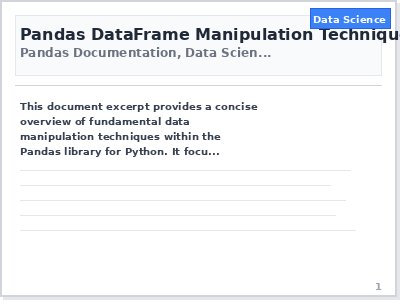 Data Science
Pandas DataFrame Manipulation Techniqu
Pandas Documentation, Data Scien...
This document excerpt provides a concise
overview of fundamental data
manipulation techniques within the
Pandas library for Python. It focu...
1